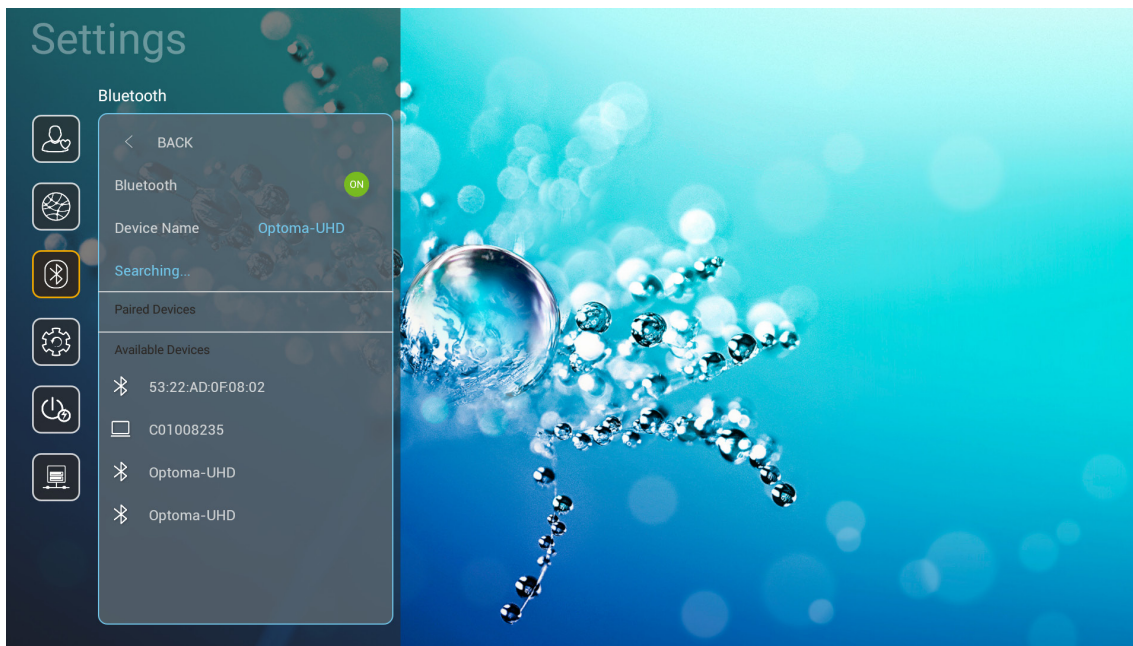 Settings
Bluetooth
BACK
Bluetooth ON
Device Name Optoma-UHD
Searching...
Paired Devices
Available Devices
53:22:AD:0F:08:02
C01008235
Optoma-UHD
Optoma-UHD